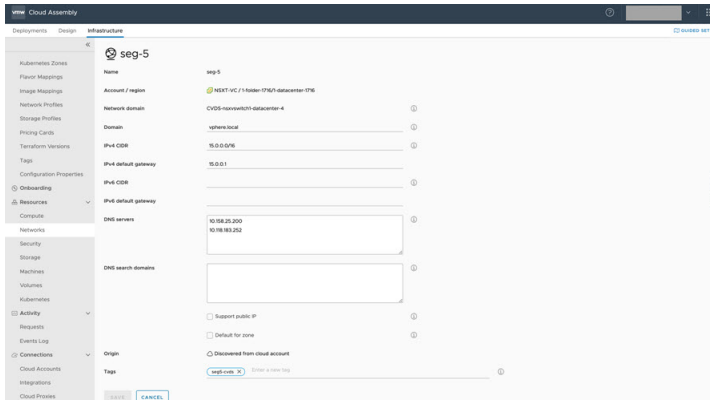 vmw Cloud Assembly
Deployments Design Infrastructure
GUIDED SET
Kubernetes Zones
Flavor Mappings
Image Mappings
Network Profiles
Storage Profiles
Pricing Cards
Terraform Versions
Tags
Configuration Properties
Onboarding
Resources
Compute
Networks
Security
Storage
Machines
Volumes
Kubernetes
Activity
Requests
Events Log
Connections
Cloud Accounts
Integrations
Cloud Proxies
seg-5
Name seg-5
Account / region NSXT-VC / 1-folder-1716/1-datacenter-1716
Network domain CVDS-nsxvswitch1-datacenter-4
Domain vphere.local
IPv4 CIDR 15.0.0.0/16
IPv4 default gateway 15.0.0.1
IPv6 CIDR
IPv6 default gateway
DNS servers 10.158.25.200
10.118.183.252
DNS search domains
Support public IP
Default for zone
Origin Discovered from cloud account
Tags seg5-cvds X Enter a new tag
SAVE CANCEL